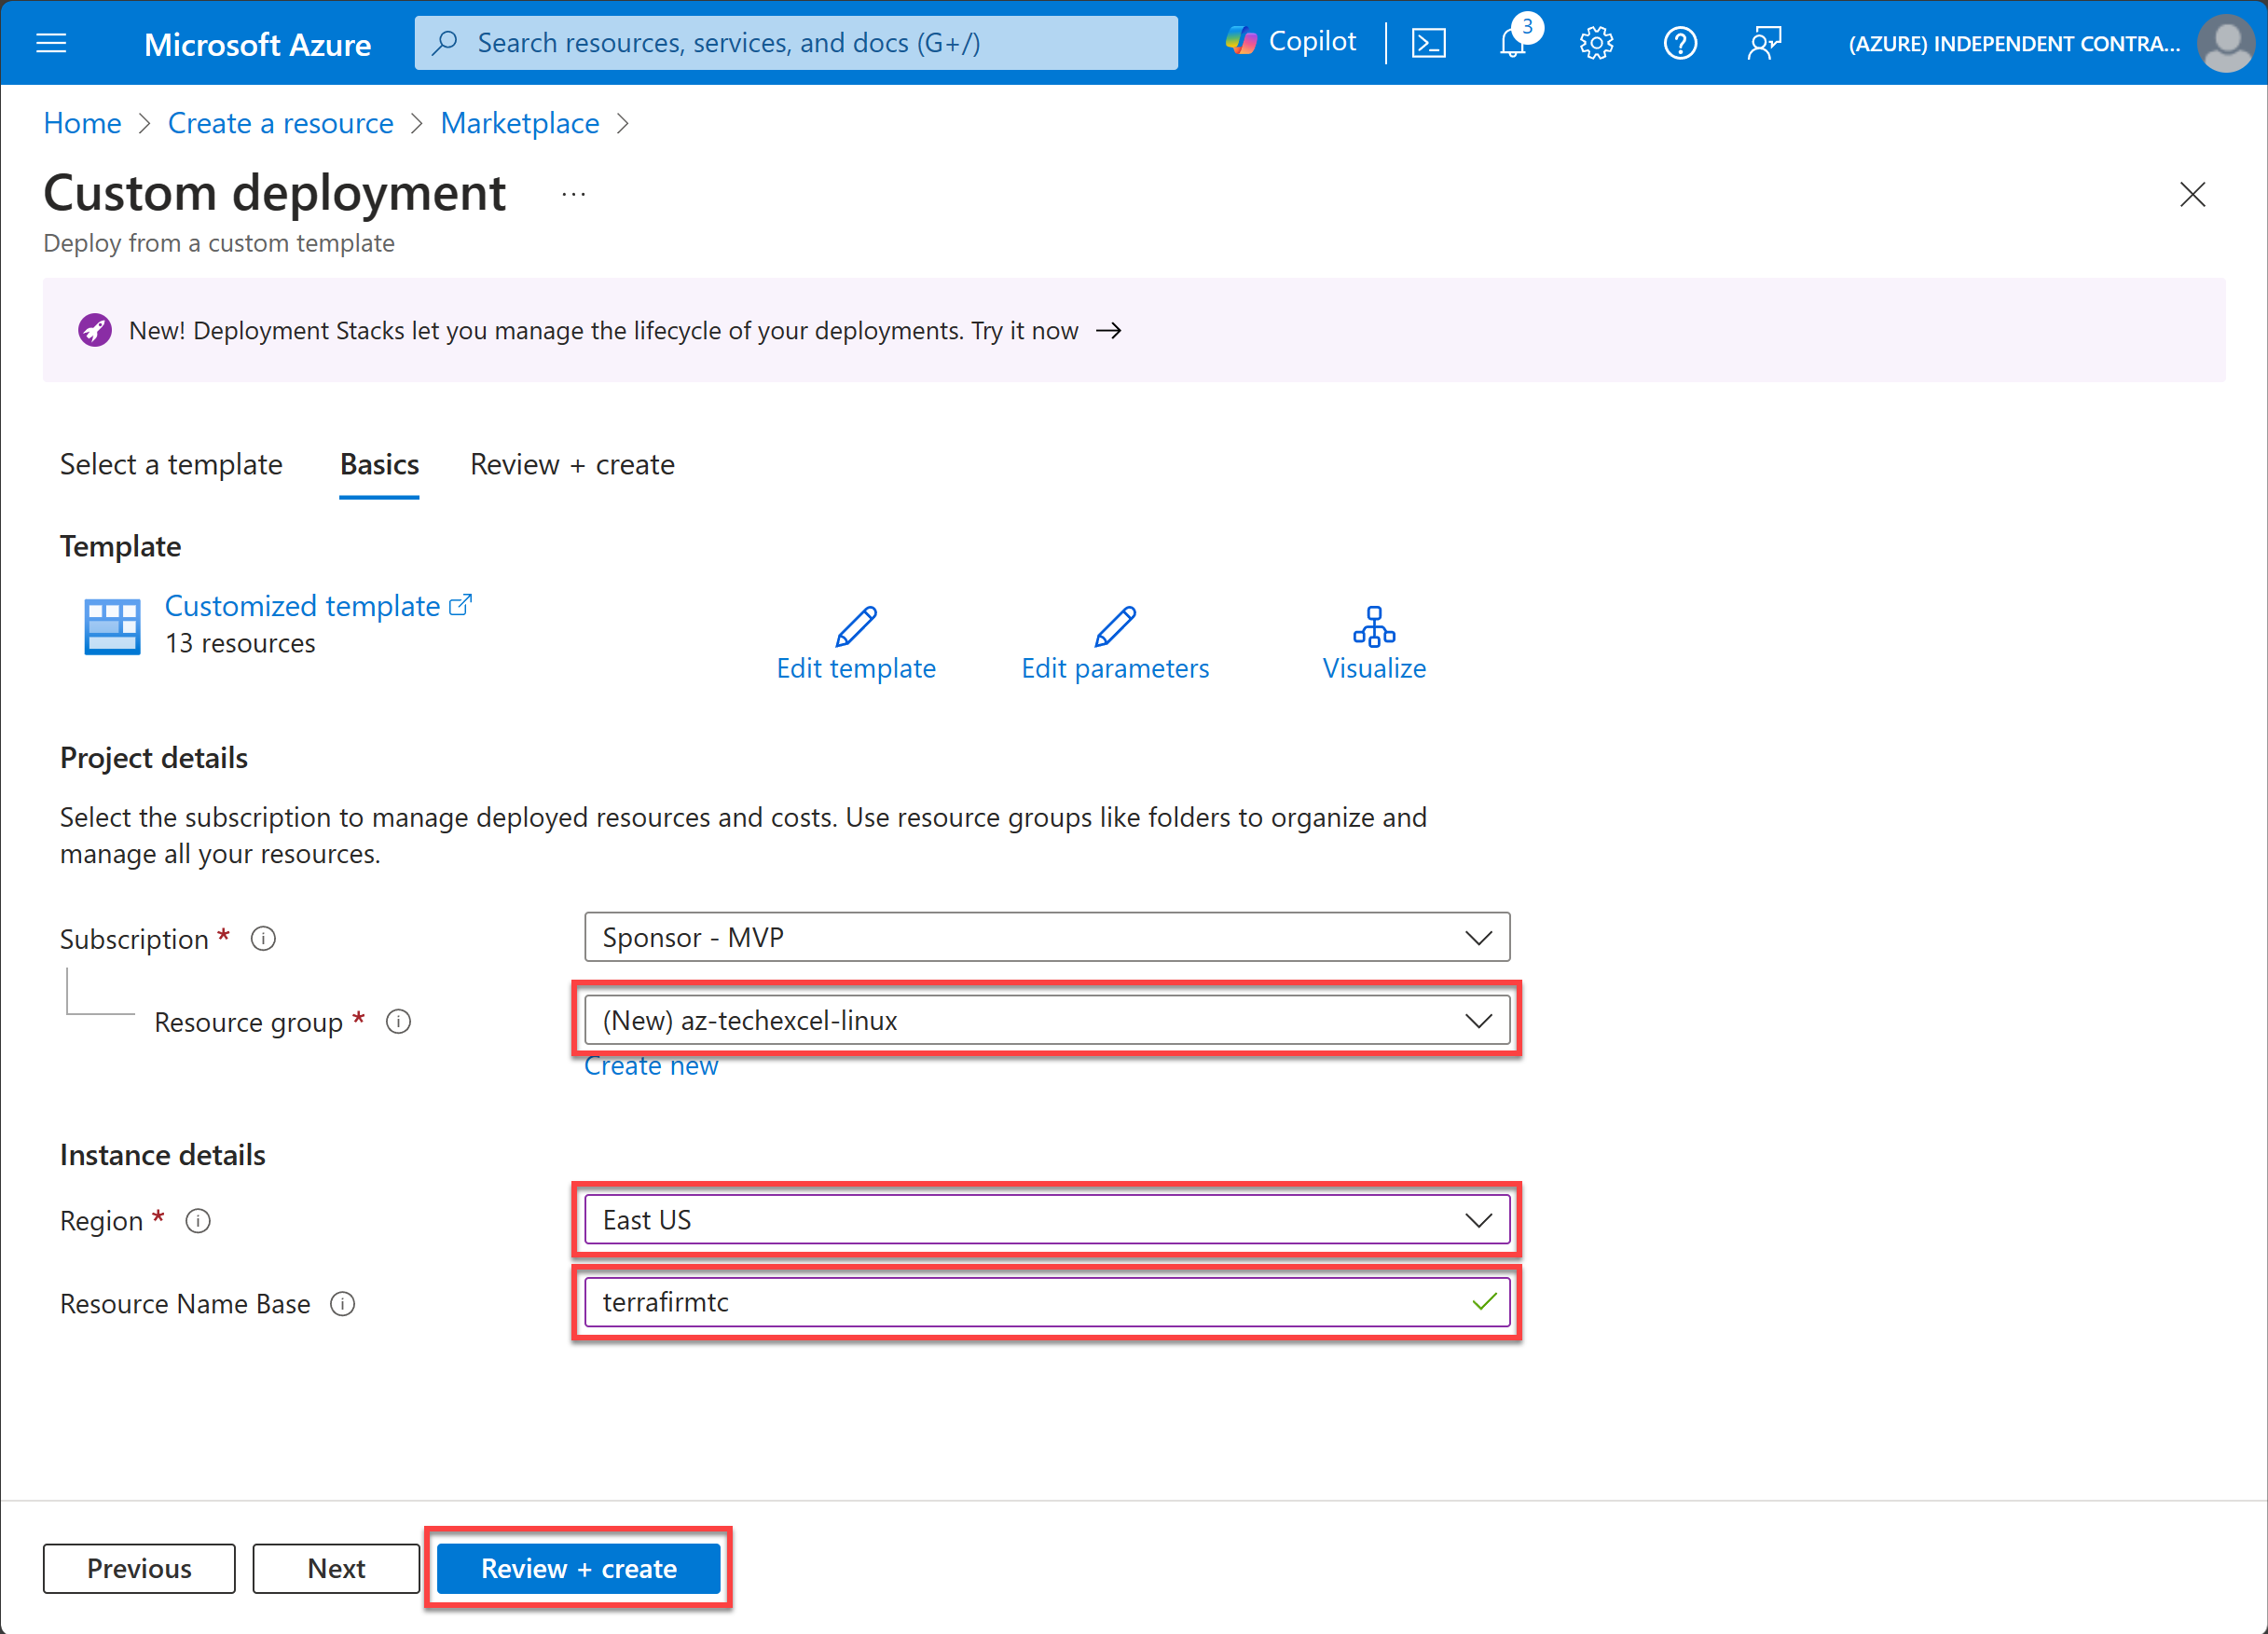 Microsoft Azure
Search resources, services, and docs (G+/)
Copilot
3
(AZURE) INDEPENDENT CONTRA...
Home > Create a resource > Marketplace >
Custom deployment ...
Deploy from a custom template
New! Deployment Stacks let you manage the lifecycle of your deployments. Try it now →
Select a template
Basics
Review + create
Template
Customized template
13 resources
Edit template
Edit parameters
Visualize
Project details
Select the subscription to manage deployed resources and costs. Use resource groups like folders to organize and
manage all your resources.
Subscription *
Sponsor - MVP
Resource group *
(New) az-techexcel-linux
Create new
Instance details
Region *
East US
Resource Name Base
terrafirmtc
Previous
Next
Review + create